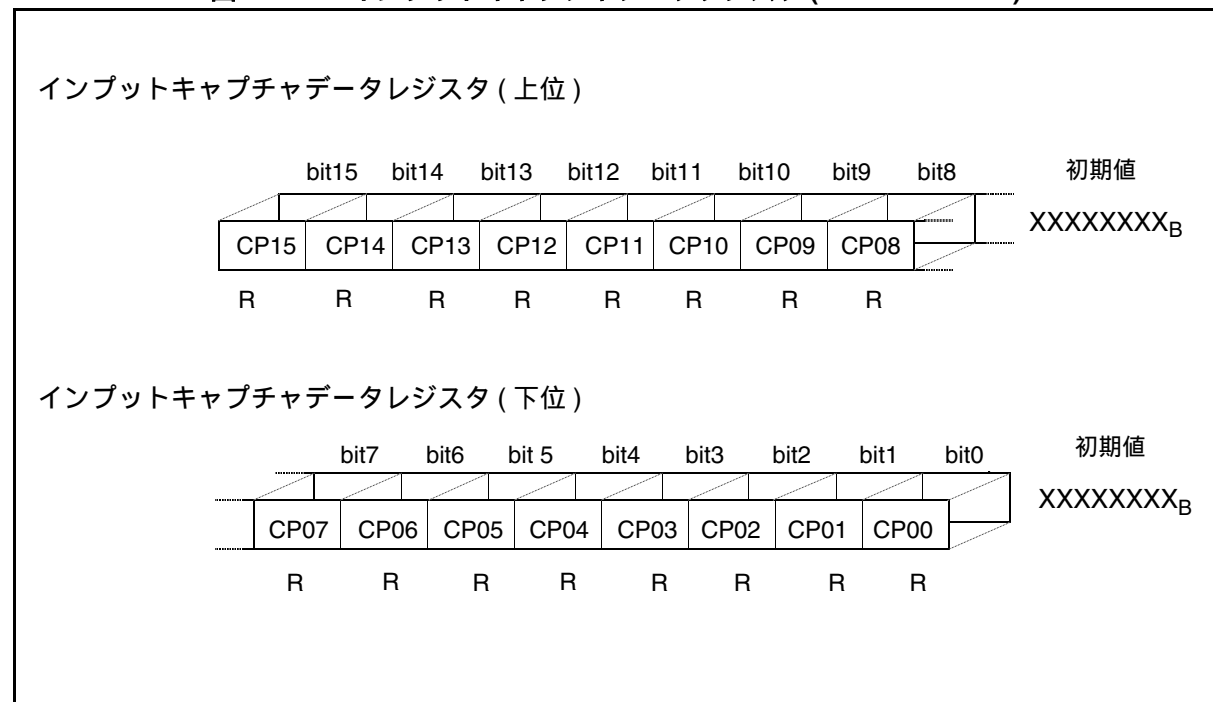 インプットキャプチャデータレジスタ ( 上位 )
bit15 bit14 bit13 bit12 bit11 bit10 bit9 bit8 初期値
CP15 CP14 CP13 CP12 CP11 CP10 CP09 CP08 XXXXXXXXB
R R R R R R R R
インプットキャプチャデータレジスタ ( 下位 )
bit7 bit6 bit 5 bit4 bit3 bit2 bit1 bit0 初期値
CP07 CP06 CP05 CP04 CP03 CP02 CP01 CP00 XXXXXXXXB
R R R R R R R R